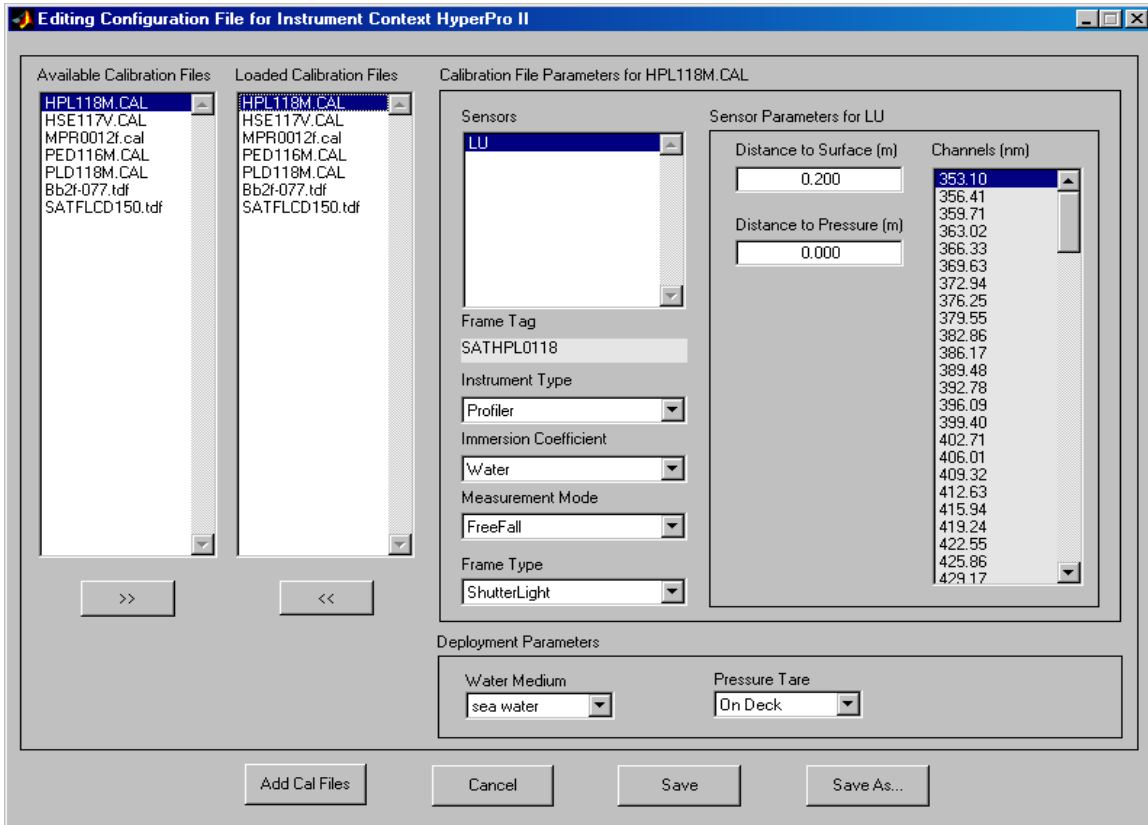 Editing Configuration File for Instrument Context HyperPro II
Available Calibration Files
HPL118M.CAL
HSE117V.CAL
MPR0012f.cal
PED116M.CAL
PLD118M.CAL
Bb2f-077.tdf
SATFLCD150.tdf
>>
Loaded Calibration Files
HPL118M.CAL
HSE117V.CAL
MPR0012f.cal
PED116M.CAL
PLD118M.CAL
Bb2f-077.tdf
SATFLCD150.tdf
<<
Calibration File Parameters for HPL118M.CAL
Sensors
LU
Frame Tag
SATHPL0118
Instrument Type
Profiler
Immersion Coefficient
Water
Measurement Mode
FreeFall
Frame Type
ShutterLight
Sensor Parameters for LU
Distance to Surface (m)
0.200
Distance to Pressure (m)
0.000
Channels (nm)
353.10
356.41
359.71
363.02
366.33
369.63
372.94
376.25
379.55
382.86
386.17
389.48
392.78
396.09
399.40
402.71
406.01
409.32
412.63
415.94
419.24
422.55
425.86
429.17
Deployment Parameters
Water Medium
sea water
Pressure Tare
On Deck
Add Cal Files
Cancel
Save
Save As...